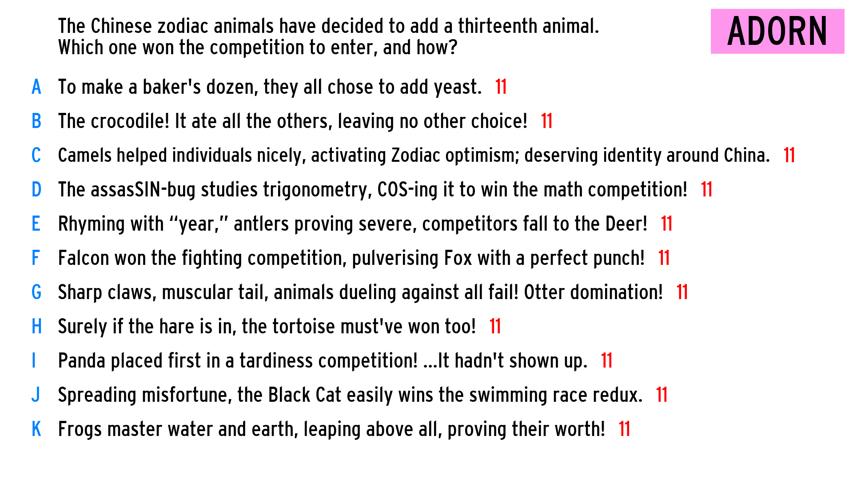 The Chinese zodiac animals have decided to add a thirteenth animal.
Which one won the competition to enter, and how?
ADORN
A To make a baker's dozen, they all chose to add yeast. 11
B The crocodile! It ate all the others, leaving no other choice! 11
C Camels helped individuals nicely, activating Zodiac optimism; deserving identity around China. 11
D The assasSIN-bug studies trigonometry, COS-ing it to win the math competition! 11
E Rhyming with “year,” antlers proving severe, competitors fall to the Deer! 11
F Falcon won the fighting competition, pulverising Fox with a perfect punch! 11
G Sharp claws, muscular tail, animals dueling against all fail! Otter domination! 11
H Surely if the hare is in, the tortoise must've won too! 11
I Panda placed first in a tardiness competition! ...It hadn't shown up. 11
J Spreading misfortune, the Black Cat easily wins the swimming race redux. 11
K Frogs master water and earth, leaping above all, proving their worth! 11